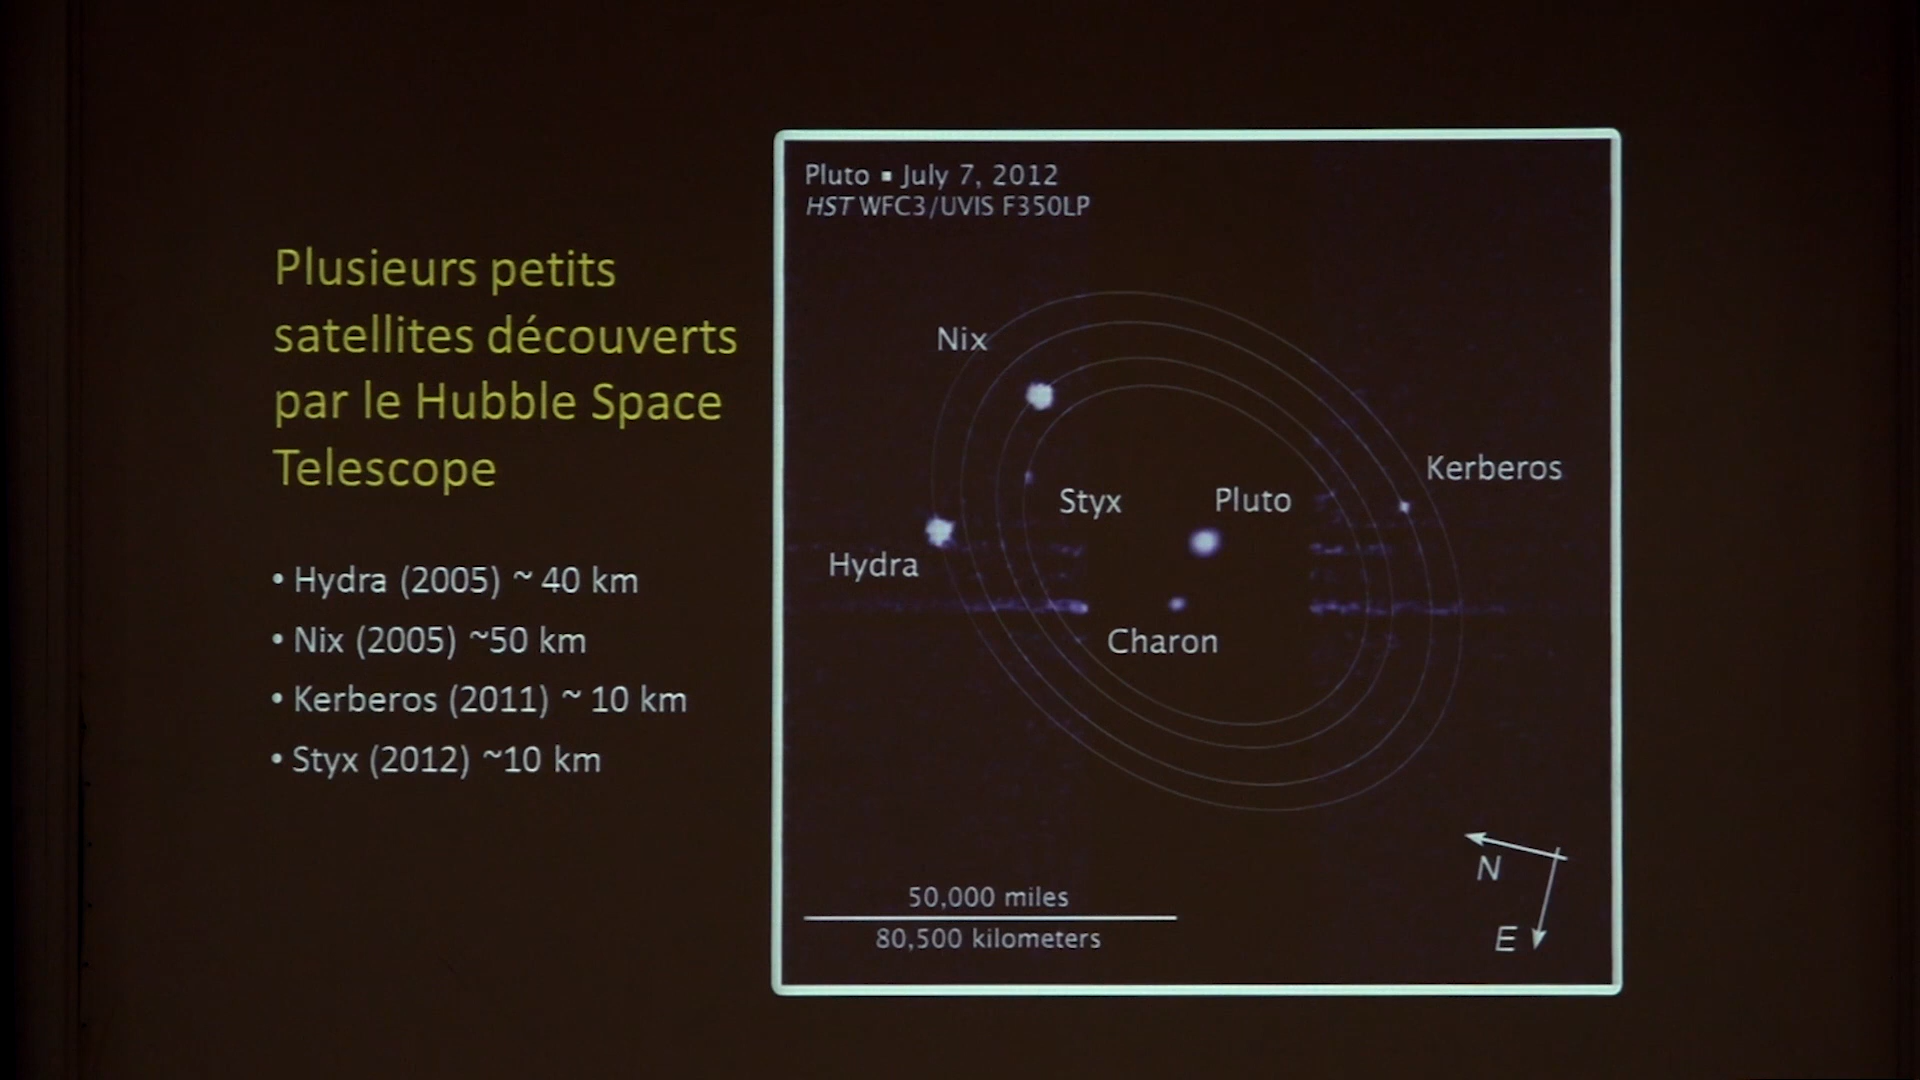 Plusieurs petits
satellites découverts
par le Hubble Space
Telescope
• Hydra (2005) ~ 40 km
• Nix (2005) ~50 km
• Kerberos (2011) ~ 10 km
• Styx (2012) ~10 km
Pluto ▪ July 7, 2012
HST WFC3/UVIS F350LP
Nix
Kerberos
Styx
Pluto
Hydra
Charon
N
E
50,000 miles
80,500 kilometers